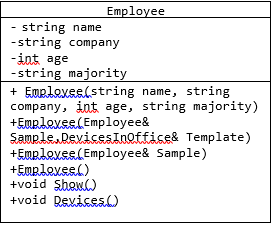 Employee
- string name
-string company
-int age
-string majority
+ Employee(string name, string
company, int age, string majority)
+Employee(Employee&
Sample,DevicesInOffice& Template)
+Employee(Employee& Sample)
+Employee()
+void Show()
+void Devices()